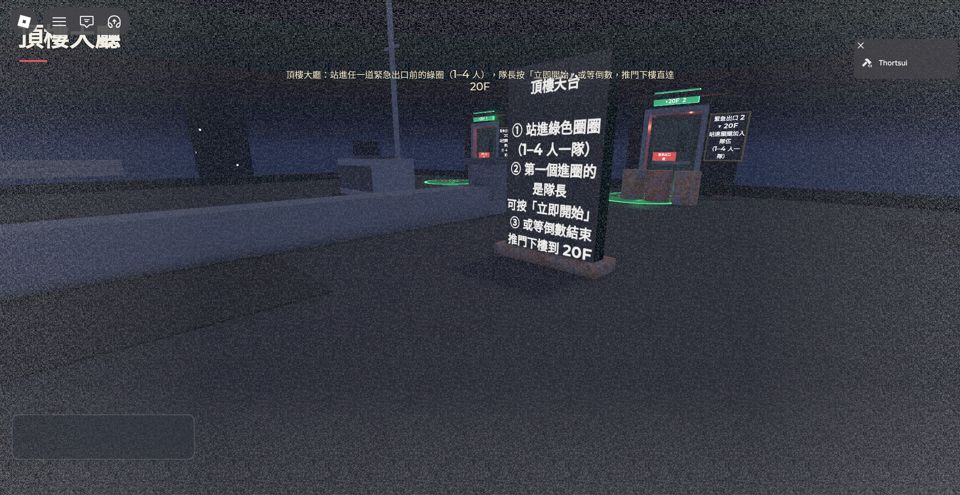 頂樓大廳
頂樓大廳：站進任一道緊急出口前的綠圈（1–4 人），隊長按「立即開始」或等倒數，推門下樓直達
20F
Thortsui
頂樓天台
① 站進綠色圈圈
（1–4 人一隊）
② 第一個進圈的
是隊長
可按「立即開始」
③ 或等倒數結束
推門下樓到 20F
緊急出口 2
站進圈圈加入
隊伍
（1–4 人一
隊）